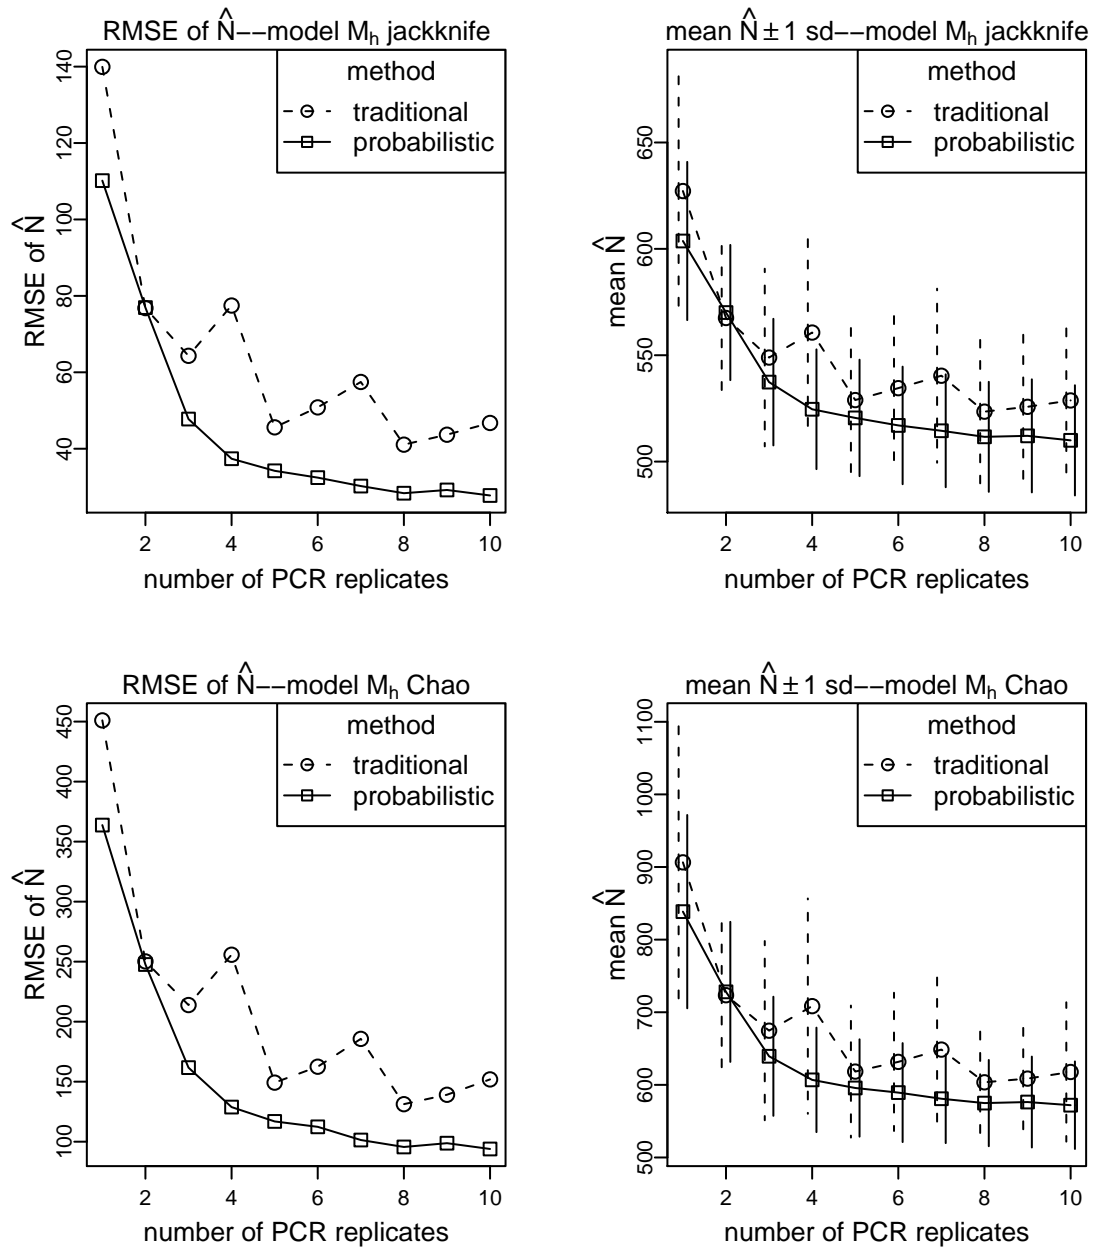 RMSE of N̂−−model Mₕ jackknife
method
traditional
probabilistic
RMSE of N̂
40 60 80 100 120 140
2 4 6 8 10
number of PCR replicates
mean N̂ ± 1 sd−−model Mₕ jackknife
method
traditional
probabilistic
mean N̂
500 550 600 650
2 4 6 8 10
number of PCR replicates
RMSE of N̂−−model Mₕ Chao
method
traditional
probabilistic
RMSE of N̂
100 150 200 250 300 350 400 450
2 4 6 8 10
number of PCR replicates
mean N̂ ± 1 sd−−model Mₕ Chao
method
traditional
probabilistic
mean N̂
500 600 700 800 900 1000 1100
2 4 6 8 10
number of PCR replicates